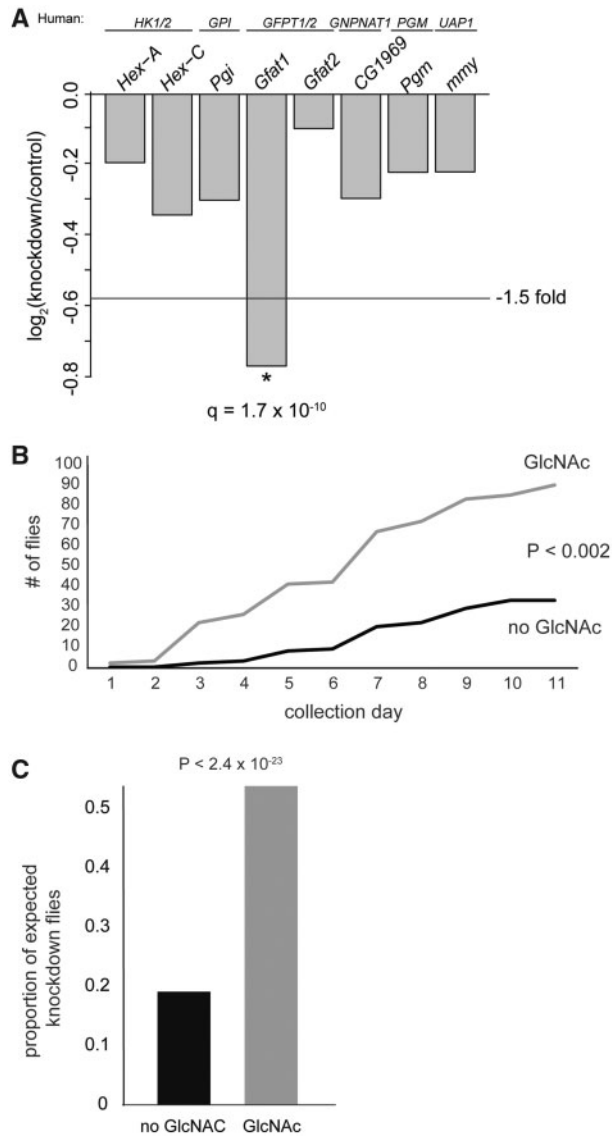 A
Human: HK1/2 GPI GFPT1/2 GNPNAT1 PGM UAP1
Hex-A Hex-C Pgi Gfat1 Gfat2 CG1969 Pgm mmy
0.0
-0.2
-0.4
-0.6
-0.8
log₂(knockdown/control)
-1.5 fold
*
q = 1.7 x 10⁻¹⁰
B
100
90
80
70
60
50
40
30
20
10
0
# of flies
GlcNAc
P < 0.002
no GlcNAc
1 2 3 4 5 6 7 8 9 10 11
collection day
C
P < 2.4 x 10⁻²³
0.5
0.4
0.2
0.1
0
proportion of expected
knockdown flies
no GlcNAC GlcNAc